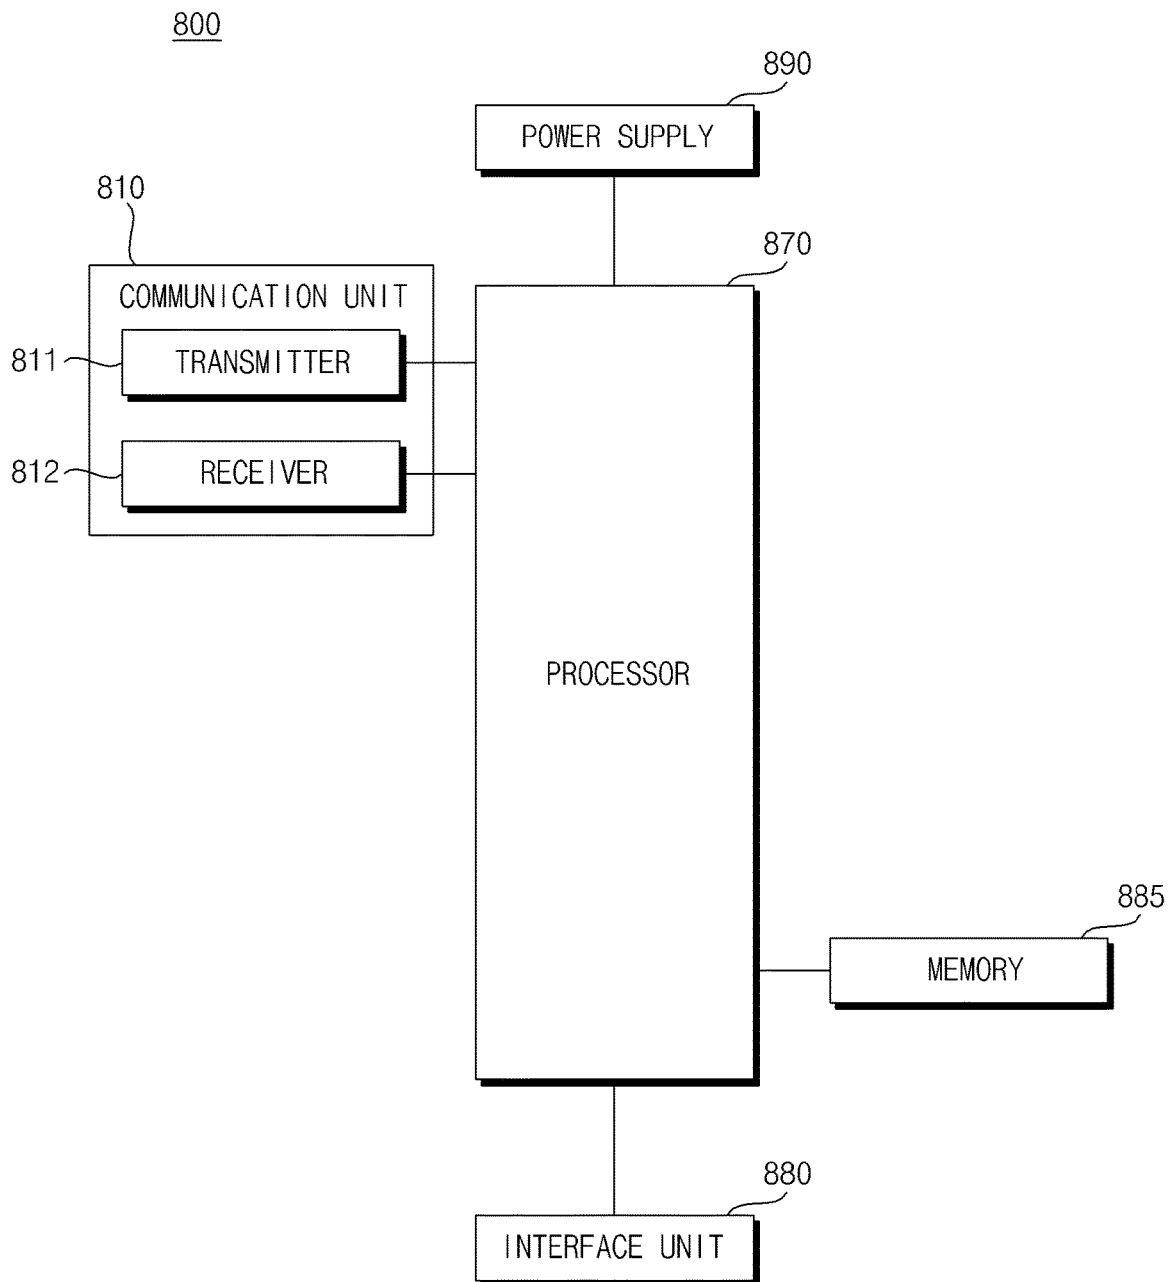 800
890
POWER SUPPLY
810
870
COMMUNICATION UNIT
811
TRANSMITTER
812
RECEIVER
PROCESSOR
885
MEMORY
880
INTERFACE UNIT